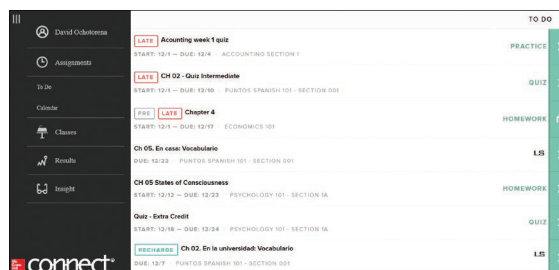 TO DO
David Ochotorena
Assignments
To Do
Calendar
Classes
Results
Insight
connect
LATE Acounting week 1 quiz
START: 12/1 — DUE: 12/4 · ACCOUNTING SECTION 1
PRACTICE
LATE CH 02 - Quiz Intermediate
START: 12/1 — DUE: 12/10 · PUNTOS SPANISH 101 - SECTION 001
QUIZ
PRE LATE Chapter 4
START: 12/1 — DUE: 12/17 · ECONOMICS 101
HOMEWORK
Ch 05. En casa: Vocabulario
DUE: 12/22 · PUNTOS SPANISH 101 - SECTION 001
LS
CH 05 States of Consciousness
START: 12/12 — DUE: 12/23 · PSYCHOLOGY 101 - SECTION 1A
HOMEWORK
Quiz - Extra Credit
START: 12/18 — DUE: 12/24 · PSYCHOLOGY 101 - SECTION 1A
QUIZ
RECHARGE Ch 02. En la universidad: Vocabulario
DUE: 12/7 · PUNTOS SPANISH 101 - SECTION 001
LS